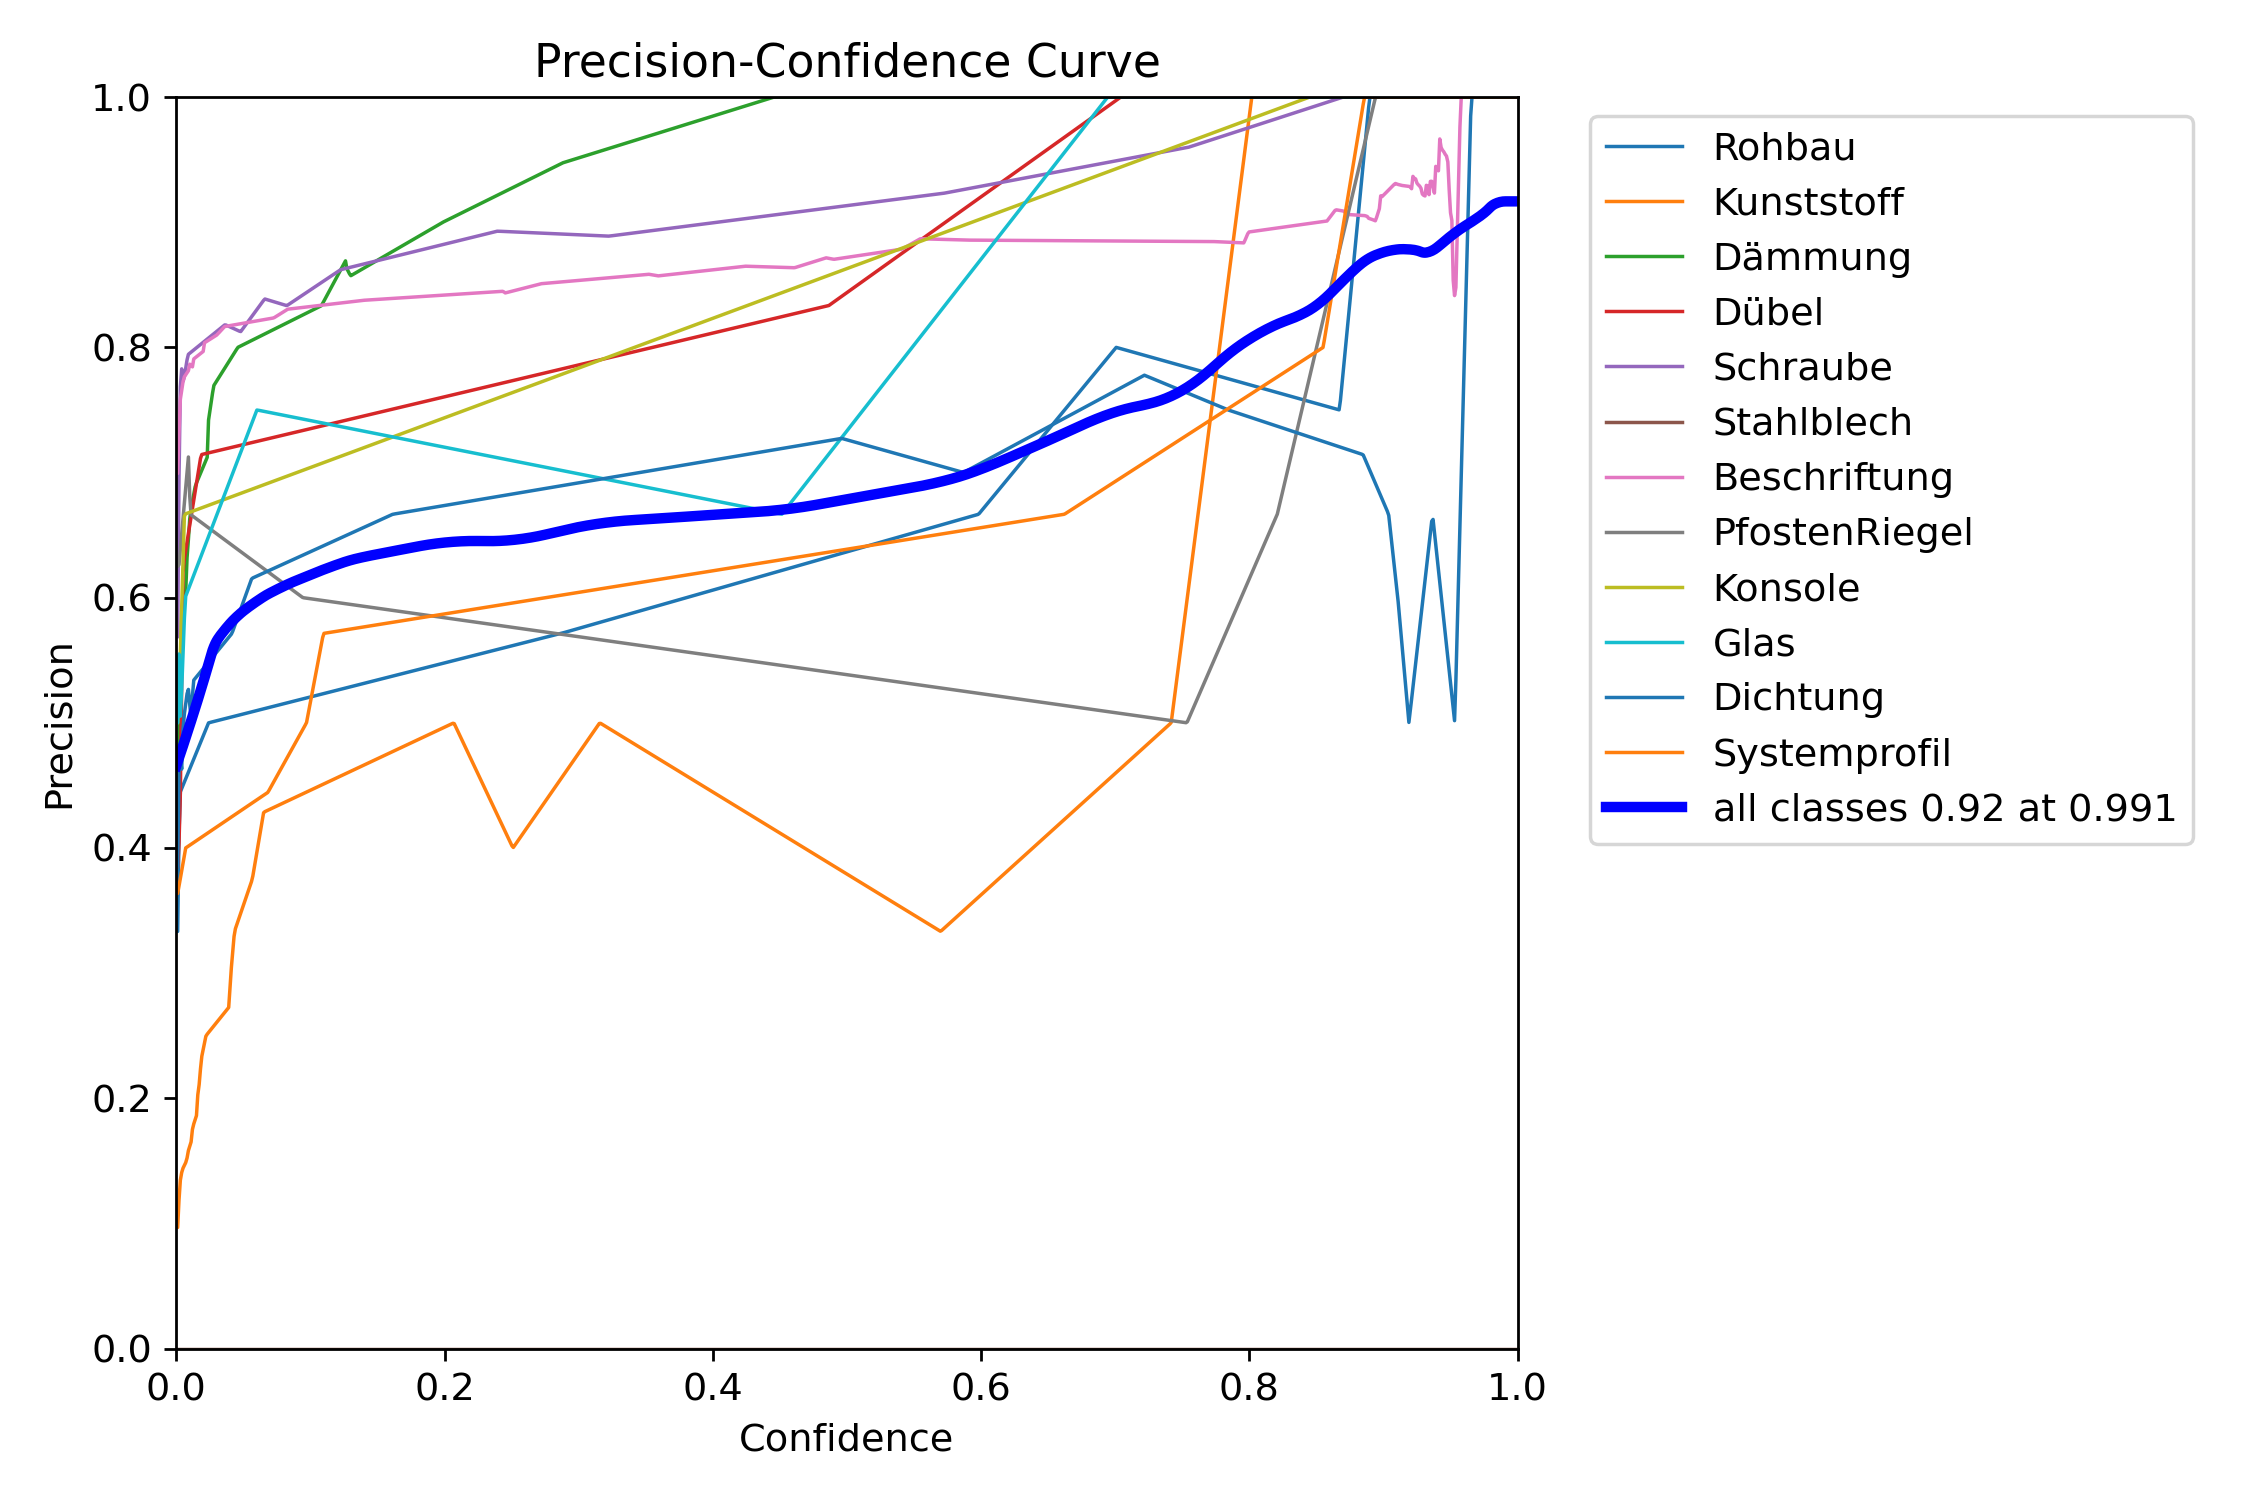 Precision-Confidence Curve
1.0
0.8
0.6
0.4
0.2
0.0
Precision
0.0 0.2 0.4 0.6 0.8 1.0
Confidence
Rohbau
Kunststoff
Dämmung
Dübel
Schraube
Stahlblech
Beschriftung
PfostenRiegel
Konsole
Glas
Dichtung
Systemprofil
all classes 0.92 at 0.991